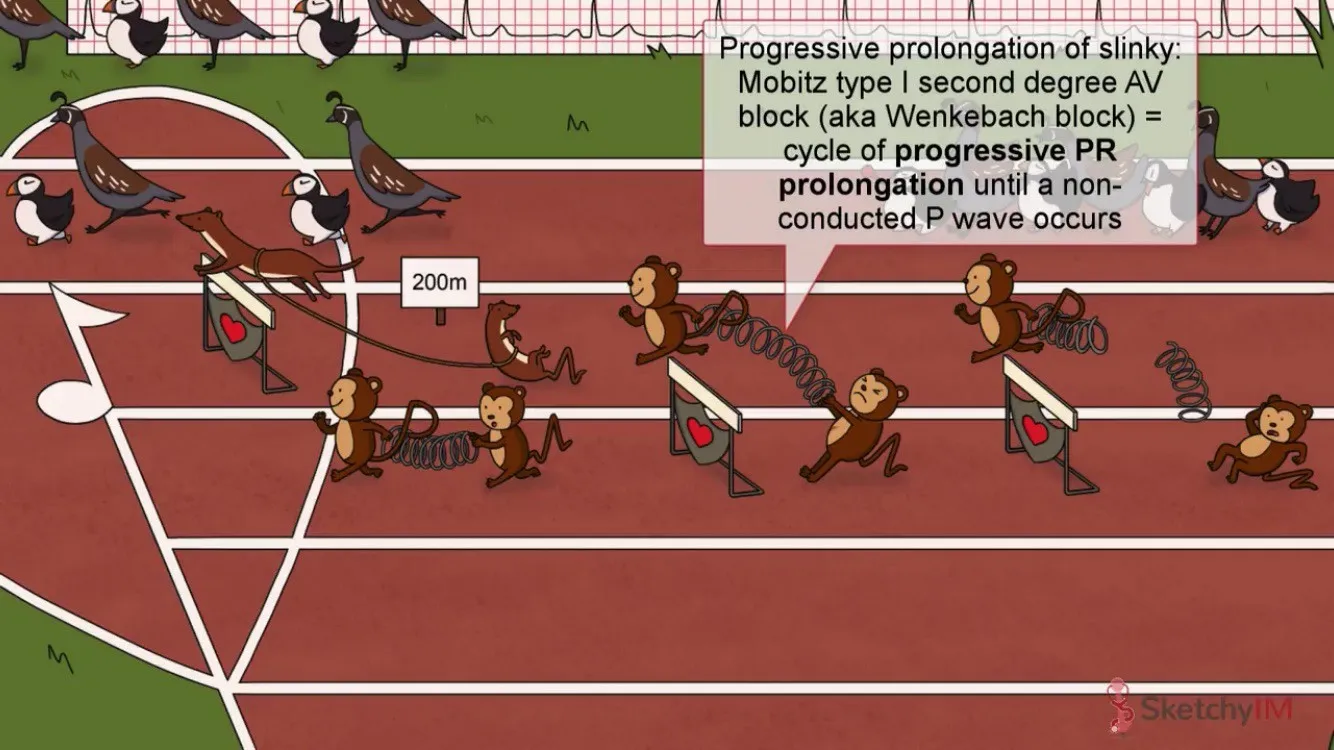 Progressive prolongation of slinky:
Mobitz type I second degree AV
block (aka Wenkebach block) =
cycle of progressive PR
prolongation until a non-
conducted P wave occurs
200m
SketchyIM